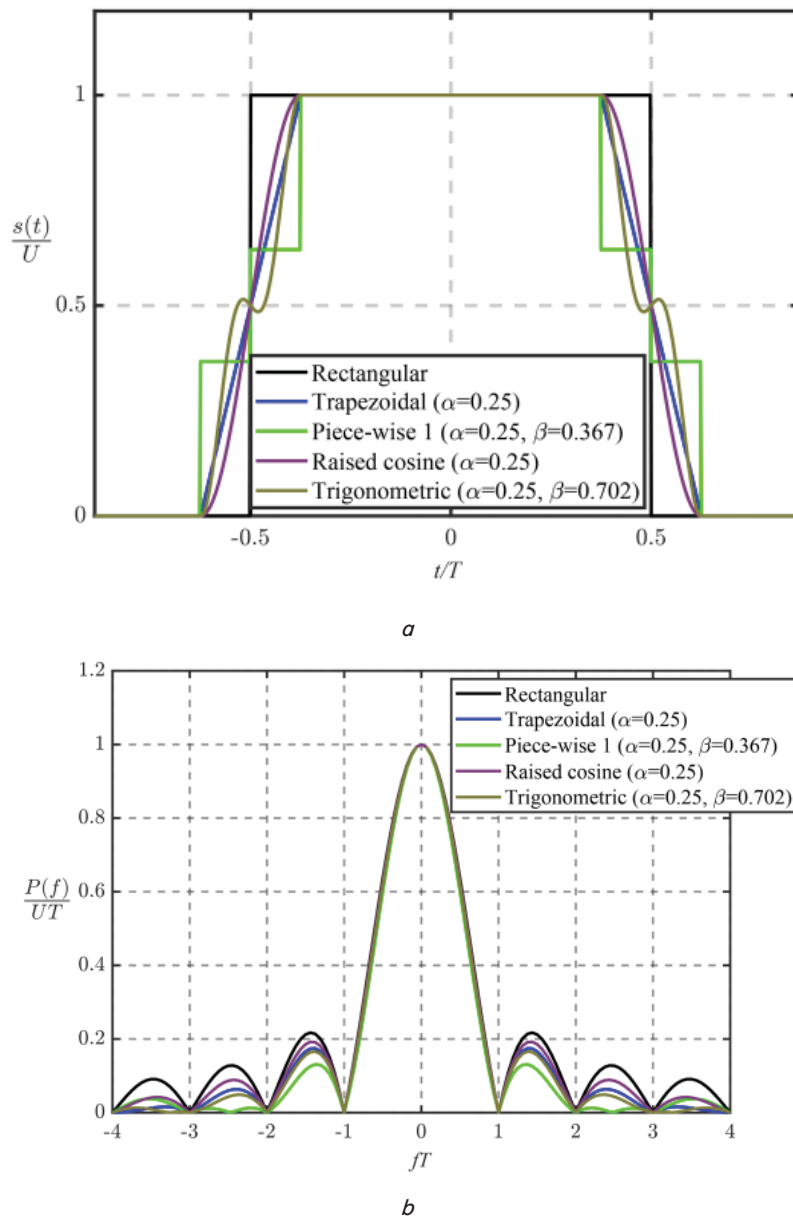 1
s(t)
U
0.5
Rectangular
Trapezoidal (α=0.25)
Piece-wise 1 (α=0.25, β=0.367)
Raised cosine (α=0.25)
Trigonometric (α=0.25, β=0.702)
0
-0.5 0 0.5
t/T
a
1.2
Rectangular
Trapezoidal (α=0.25)
Piece-wise 1 (α=0.25, β=0.367)
Raised cosine (α=0.25)
Trigonometric (α=0.25, β=0.702)
1
0.8
P(f)
UT
0.6
0.4
0.2
0
-4 -3 -2 -1 0 1 2 3 4
fT
b